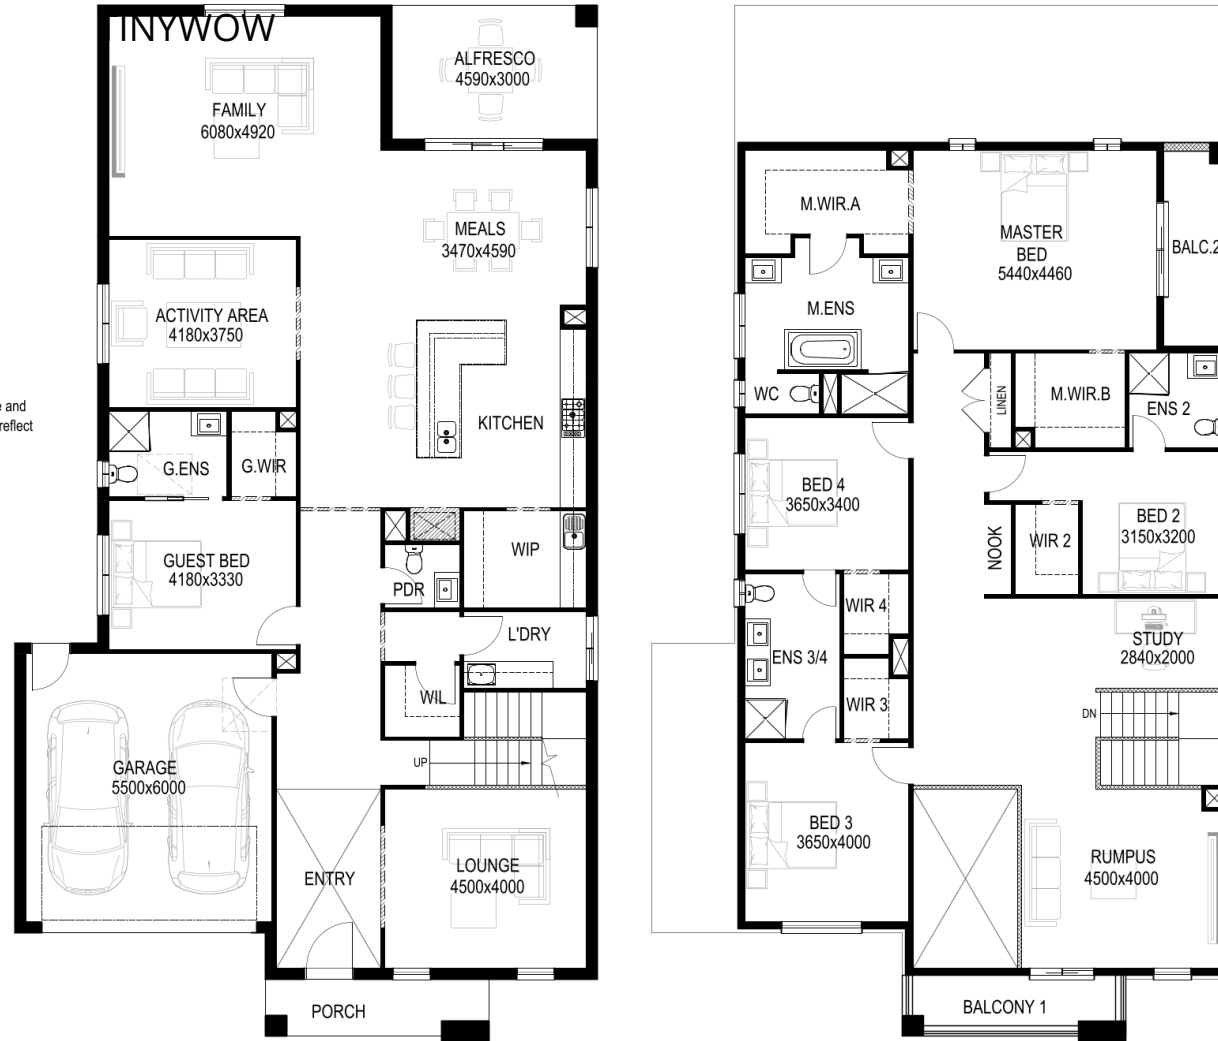 INYWOW
ALFRESCO
4590x3000
FAMILY
6080x4920
MEALS
3470x4590
ACTIVITY AREA
4180x3750
and
reflect
KITCHEN
G.ENS
G.WIR
GUEST BED
4180x3330
WIP
PDR
L'DRY
WIL
UP
GARAGE
5500x6000
ENTRY
LOUNGE
4500x4000
PORCH
M.WIR.A
MASTER
BED
5440x4460
BALC.2
M.ENS
WC
LINEN
M.WIR.B
ENS 2
BED 4
3650x3400
NOOK
WIR 2
BED 2
3150x3200
WIR 4
ENS 3/4
STUDY
2840x2000
WIR 3
DN
BED 3
3650x4000
RUMPUS
4500x4000
BALCONY 1